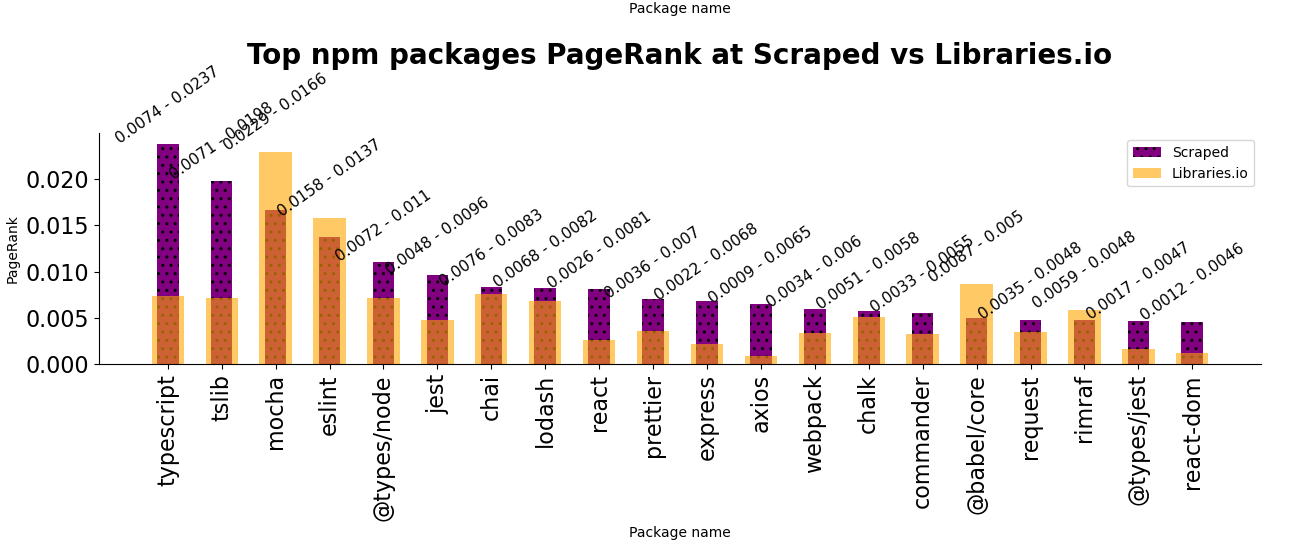 Package name
Top npm packages PageRank at Scraped vs Libraries.io
0.0074 - 0.0237
0.0071 - 0.0198
0.0229 - 0.0166
0.0158 - 0.0137
0.0072 - 0.011
0.0048 - 0.0096
0.0076 - 0.0083
0.0068 - 0.0082
0.0026 - 0.0081
0.0036 - 0.007
0.0022 - 0.0068
0.0009 - 0.0065
0.0034 - 0.006
0.0051 - 0.0058
0.0033 - 0.0055
0.0087 - 0.005
0.0035 - 0.0048
0.0059 - 0.0048
0.0017 - 0.0047
0.0012 - 0.0046
Scraped
Libraries.io
PageRank
0.020
0.015
0.010
0.005
0.000
typescript
tslib
mocha
eslint
@types/node
jest
chai
lodash
react
prettier
express
axios
webpack
chalk
commander
@babel/core
request
rimraf
@types/jest
react-dom
Package name